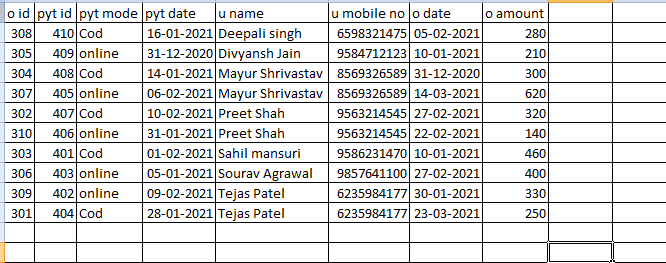 o id pyt id pyt mode pyt date u name u mobile no o date o amount
308 410 Cod 16-01-2021 Deepali singh 6598321475 05-02-2021 280
305 409 online 31-12-2020 Divyansh Jain 9584712123 10-01-2021 210
304 408 Cod 14-01-2021 Mayur Shrivastav 8569326589 31-12-2020 300
307 405 online 06-02-2021 Mayur Shrivastav 8569326589 14-03-2021 620
302 407 Cod 10-02-2021 Preet Shah 9563214545 27-02-2021 320
310 406 online 31-01-2021 Preet Shah 9563214545 22-02-2021 140
303 401 Cod 01-02-2021 Sahil mansuri 9586231470 10-01-2021 460
306 403 online 05-01-2021 Sourav Agrawal 9857641100 27-02-2021 400
309 402 online 09-02-2021 Tejas Patel 6235984177 30-01-2021 330
301 404 Cod 28-01-2021 Tejas Patel 6235984177 23-03-2021 250